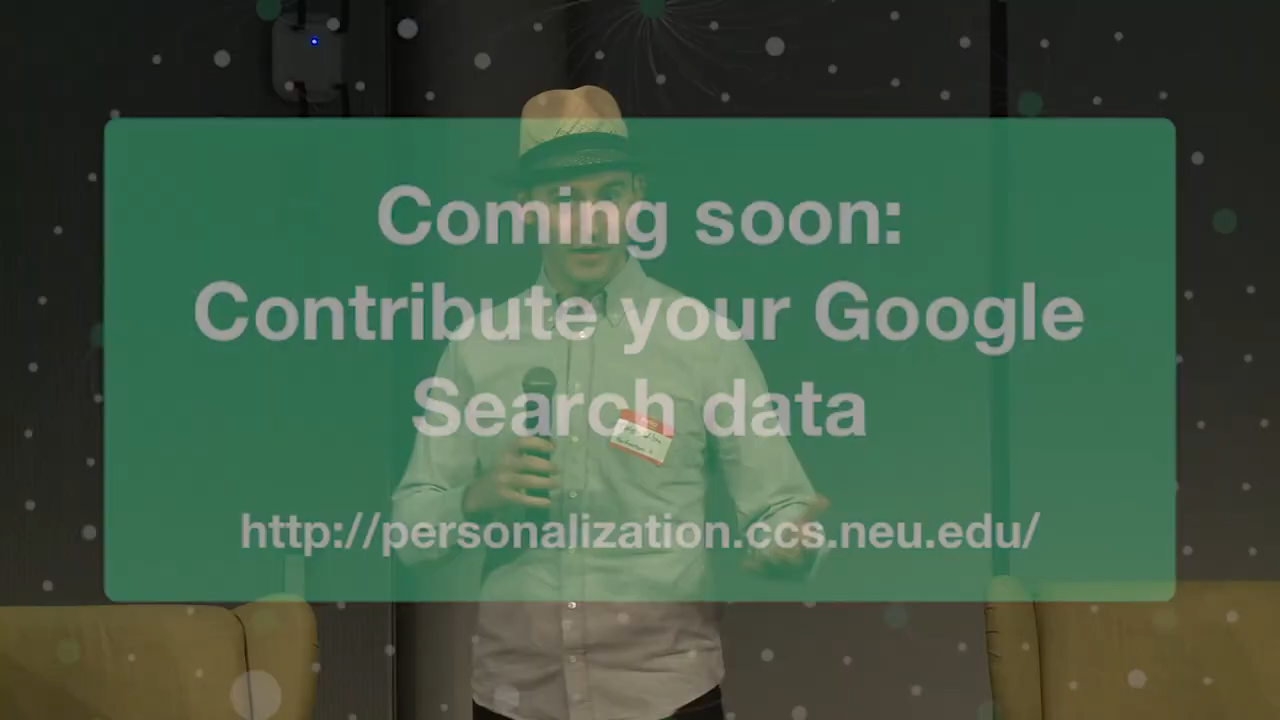 Coming soon:
Contribute your Google
Search data
http://personalization.ccs.neu.edu/